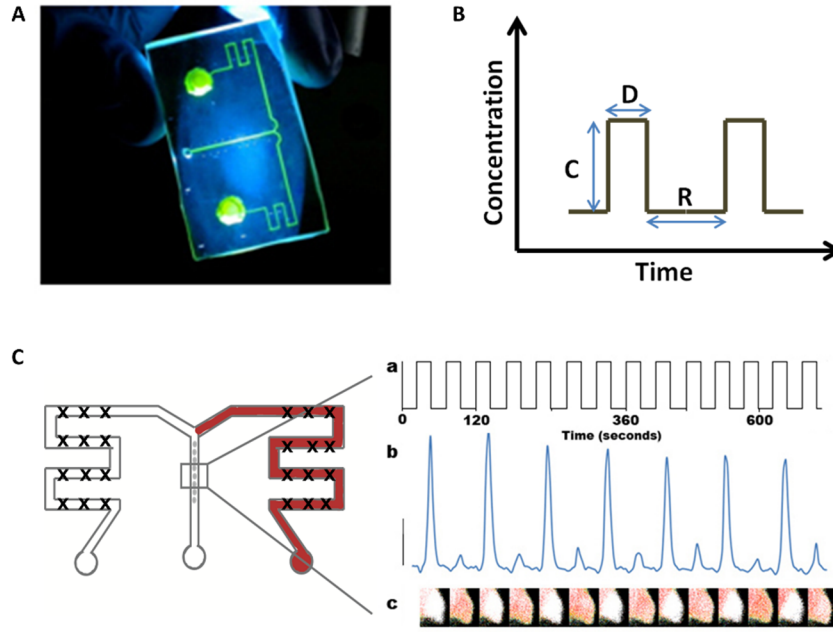 A
B
Concentration
D
C
R
Time
C
X X X X X X
X X X X X X
X X X X X X
X X X X X X
a
0 120 360 600
Time (seconds)
b
c